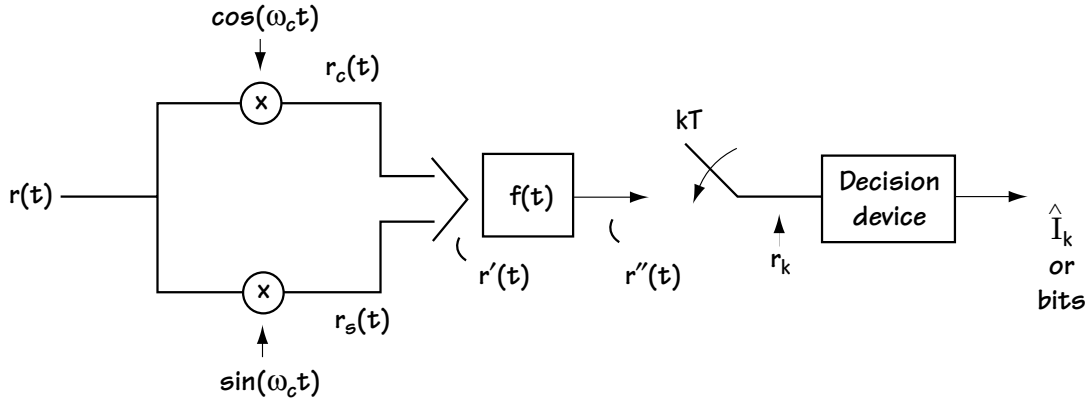 cos(ω_c t)
r_c(t)
x
kT
r(t)
f(t)
Decision
device
Î_k
or
bits
r_k
r′(t)
r″(t)
x
r_s(t)
sin(ω_c t)